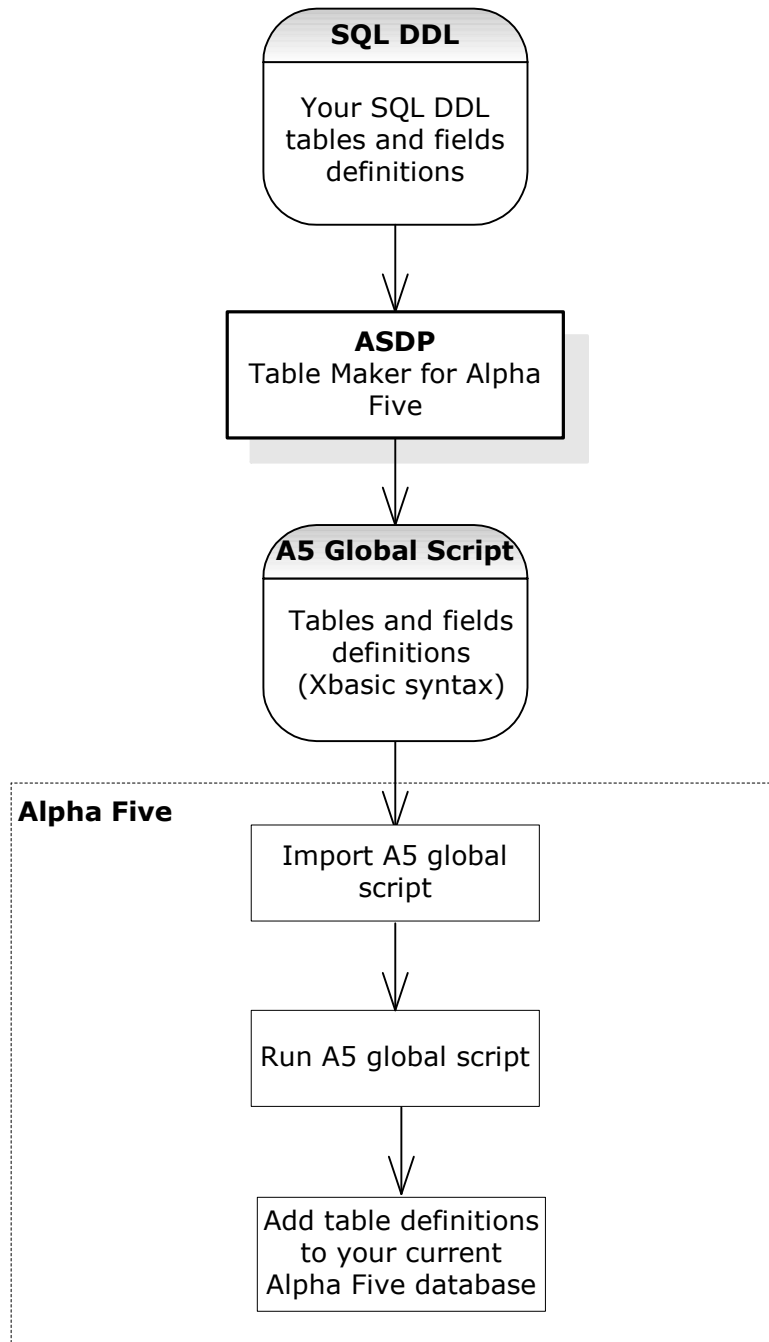 SQL DDL
Your SQL DDL
tables and fields
definitions
ASDP
Table Maker for Alpha
Five
A5 Global Script
Tables and fields
definitions
(Xbasic syntax)
Alpha Five
Import A5 global
script
Run A5 global script
Add table definitions
to your current
Alpha Five database